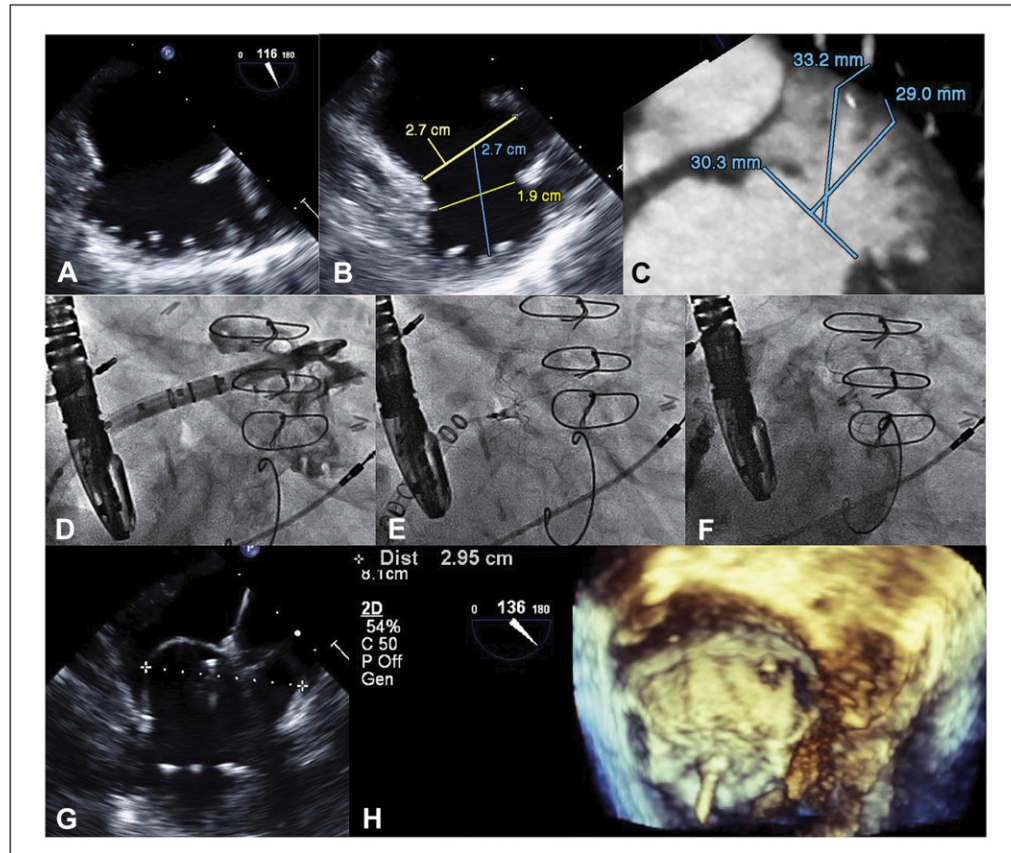 P
0 116 180
A
2.7 cm
2.7 cm
1.9 cm
B
33.2 mm
29.0 mm
30.3 mm
C
D
E
F
P
G
Dist 2.95 cm
8.1cm
2D
54%
C 50
P Off
Gen
0 136 180
H